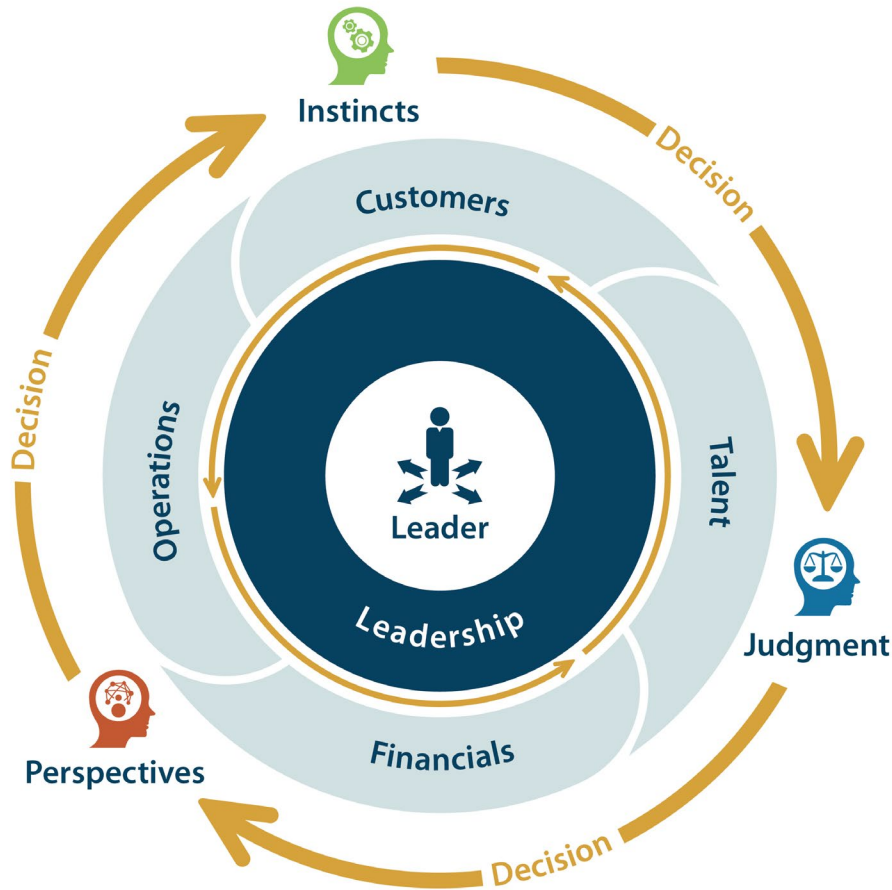 Instincts
Decision
Customers
Decision
Operations
Talent
Leader
Leadership
Judgment
Financials
Perspectives
Decision